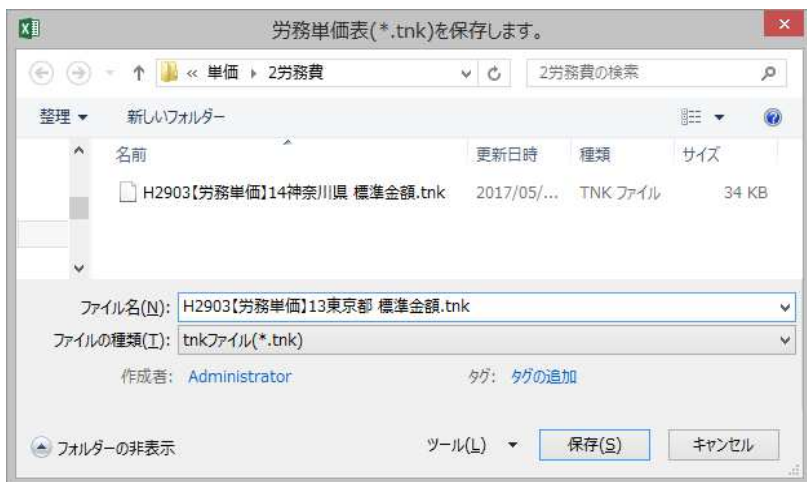 労務単価表(*.tnk)を保存します。
« 単価 ▸ 2労務費
2労務費の検索
整理 ▼ 新しいフォルダー
名前 更新日時 種類 サイズ
H2903【労務単価】14神奈川県 標準金額.tnk 2017/05/... TNK ファイル 34 KB
ファイル名(N): H2903【労務単価】13東京都 標準金額.tnk
ファイルの種類(T): tnkファイル(*.tnk)
作成者: Administrator タグ: タグの追加
フォルダーの非表示 ツール(L) ▼ 保存(S) キャンセル